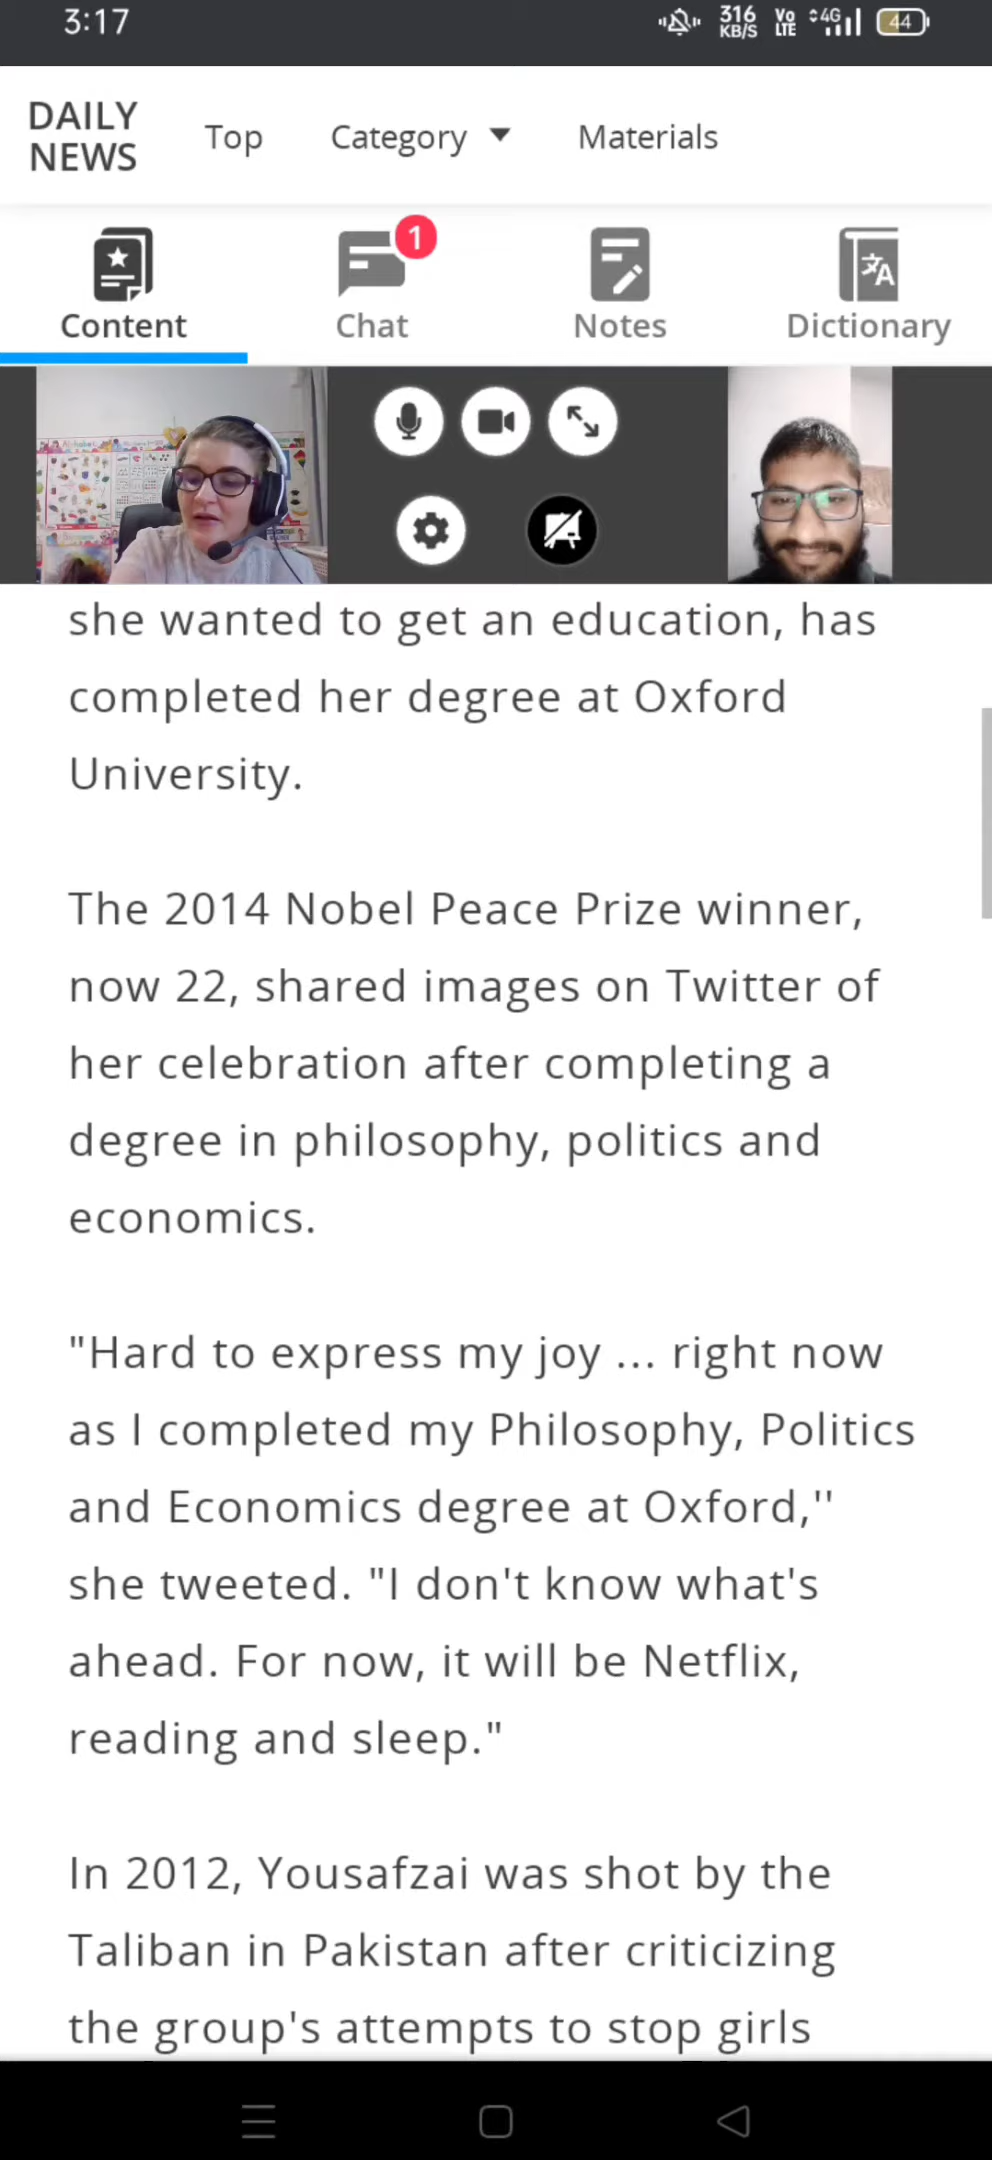 3:17
316 KB/S
Vo LTE
4G
44
DAILY NEWS
Top
Category
Materials
1
Content
Chat
Notes
Dictionary
she wanted to get an education, has
completed her degree at Oxford
University.
The 2014 Nobel Peace Prize winner,
now 22, shared images on Twitter of
her celebration after completing a
degree in philosophy, politics and
economics.
"Hard to express my joy ... right now
as I completed my Philosophy, Politics
and Economics degree at Oxford,''
she tweeted. "I don't know what's
ahead. For now, it will be Netflix,
reading and sleep."
In 2012, Yousafzai was shot by the
Taliban in Pakistan after criticizing
the group's attempts to stop girls